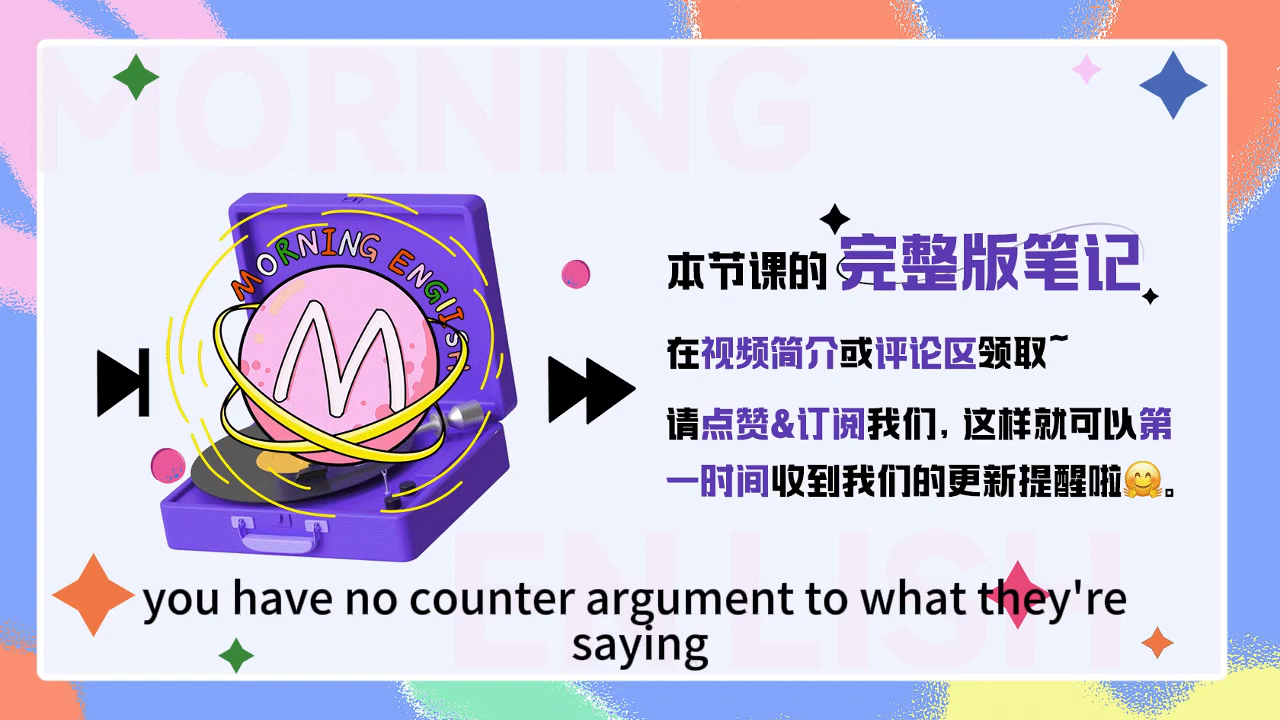 MORNING
MORNING ENGlISH
M
本节课的完整版笔记
在视频简介或评论区领取~
请点赞&订阅我们, 这样就可以第
一时间收到我们的更新提醒啦🤗。
EN LISH
you have no counter argument to what they're
saying